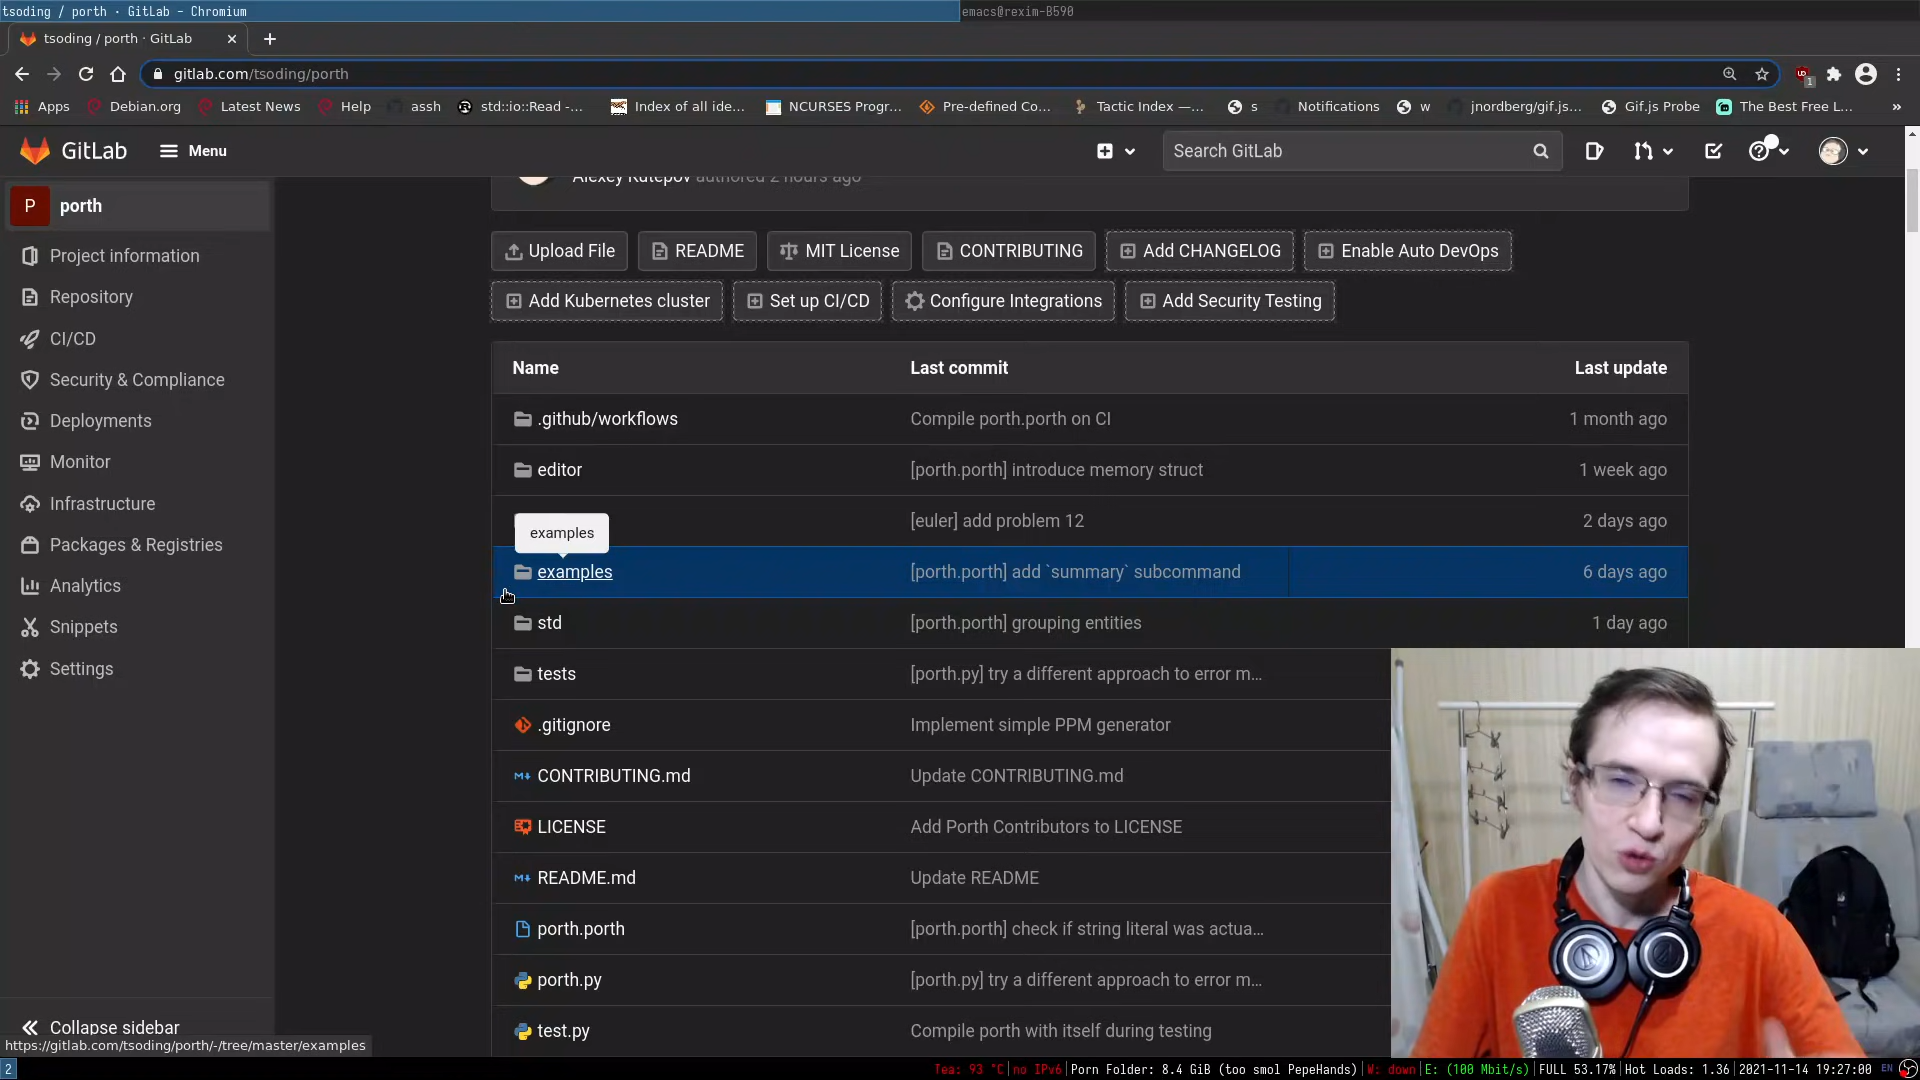 tsoding / porth · GitLab - Chromium
emacs@rexim-B590
tsoding / porth · GitLab
gitlab.com/tsoding/porth
Apps
Debian.org
Latest News
Help
assh
std::io::Read -...
Index of all ide...
NCURSES Progr...
Pre-defined Co...
Tactic Index —...
s
Notifications
w
jnordberg/gif.js...
Gif.js Probe
The Best Free L...
»
GitLab
Menu
Search GitLab
P porth
Project information
Repository
CI/CD
Security & Compliance
Deployments
Monitor
Infrastructure
Packages & Registries
Analytics
Snippets
Settings
Collapse sidebar
https://gitlab.com/tsoding/porth/-/tree/master/examples
Alexey Kutepov authored 2 hours ago
Upload File
README
MIT License
CONTRIBUTING
Add CHANGELOG
Enable Auto DevOps
Add Kubernetes cluster
Set up CI/CD
Configure Integrations
Add Security Testing
Name Last commit Last update
.github/workflows Compile porth.porth on CI 1 month ago
editor [porth.porth] introduce memory struct 1 week ago
[euler] add problem 12 2 days ago
examples
examples [porth.porth] add `summary` subcommand 6 days ago
std [porth.porth] grouping entities 1 day ago
tests [porth.py] try a different approach to error m...
.gitignore Implement simple PPM generator
CONTRIBUTING.md Update CONTRIBUTING.md
LICENSE Add Porth Contributors to LICENSE
README.md Update README
porth.porth [porth.porth] check if string literal was actua...
porth.py [porth.py] try a different approach to error m...
test.py Compile porth with itself during testing
2
Tea: 93 °C|no IPv6|Porn Folder: 8.4 GiB (too smol PepeHands)|W: down|E: (100 Mbit/s)|FULL 53.17%|Hot Loads: 1.36|2021-11-14 19:27:00 EN